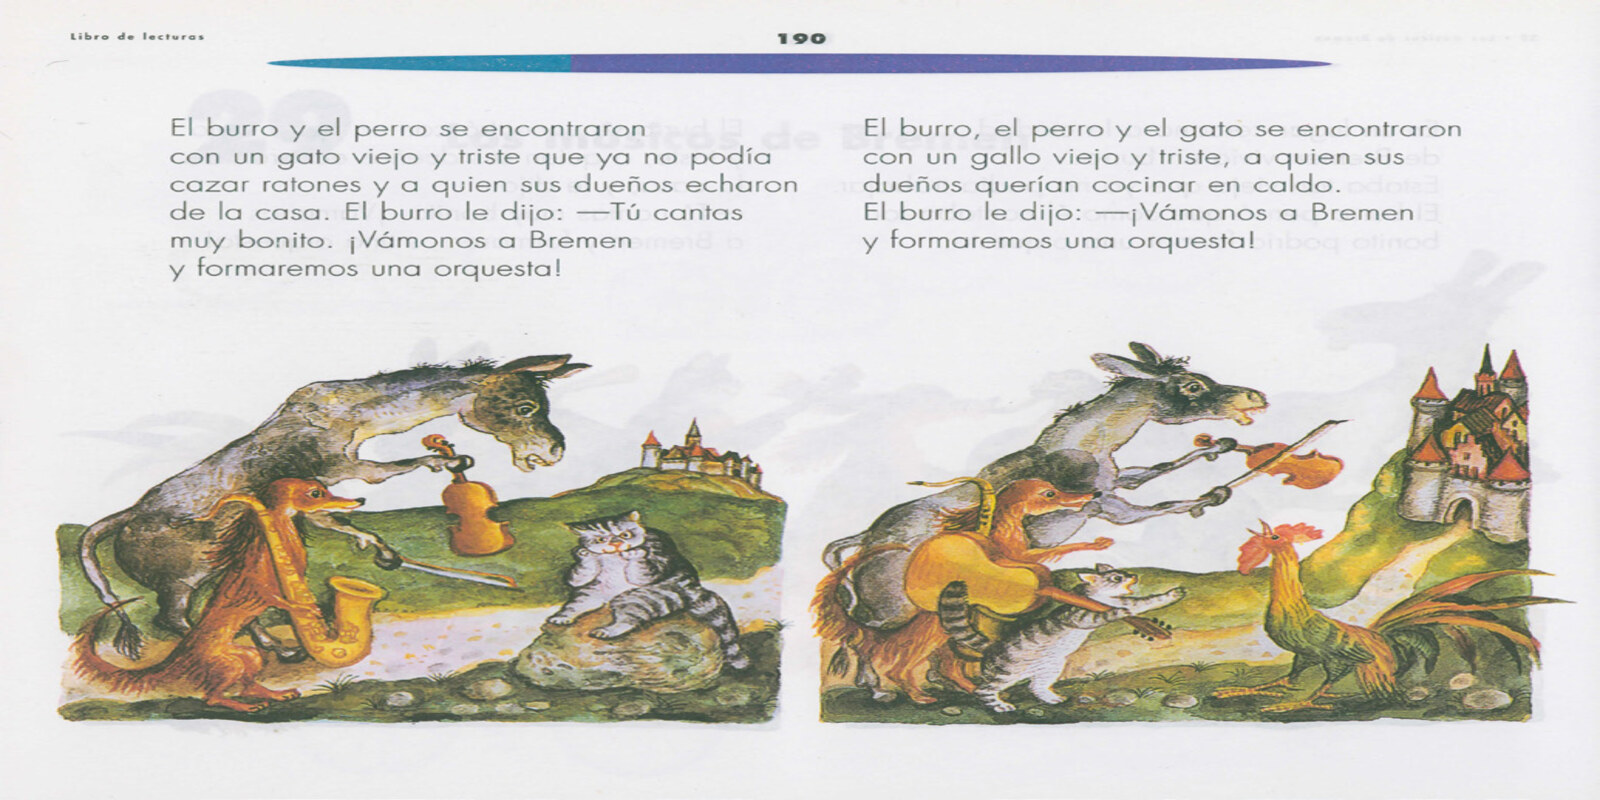 Libro de lecturas
190
El burro y el perro se encontraron
con un gato viejo y triste que ya no podía
cazar ratones y a quien sus dueños echaron
de la casa. El burro le dijo: —Tú cantas
muy bonito. ¡Vámonos a Bremen
y formaremos una orquesta!
El burro, el perro y el gato se encontraron
con un gallo viejo y triste, a quien sus
dueños querían cocinar en caldo.
El burro le dijo: —¡Vámonos a Bremen
y formaremos una orquesta!